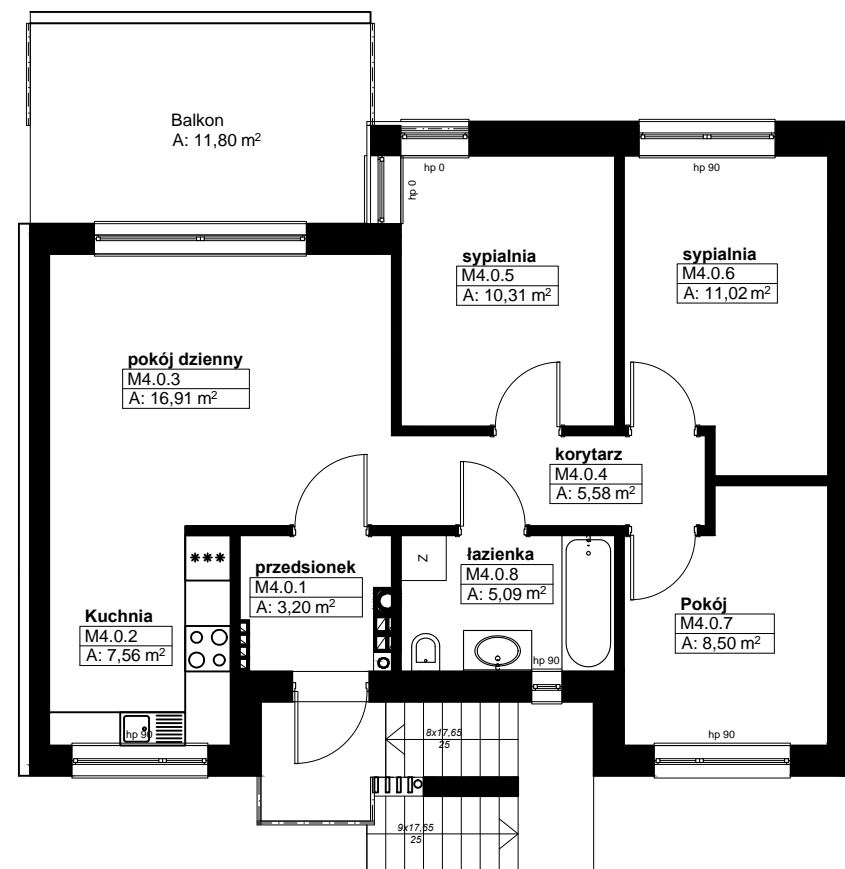 Balkon
A: 11,80 m²
hp 0
hp 0
hp 90
sypialnia
M4.0.5
A: 10,31 m²
sypialnia
M4.0.6
A: 11,02 m²
pokój dzienny
M4.0.3
A: 16,91 m²
korytarz
M4.0.4
A: 5,58 m²
***
przedsionek
M4.0.1
A: 3,20 m²
Z
łazienka
M4.0.8
A: 5,09 m²
Kuchnia
M4.0.2
A: 7,56 m²
Pokój
M4.0.7
A: 8,50 m²
hp 90
hp 90
hp 90
8x17,65
25
9x17,65
25